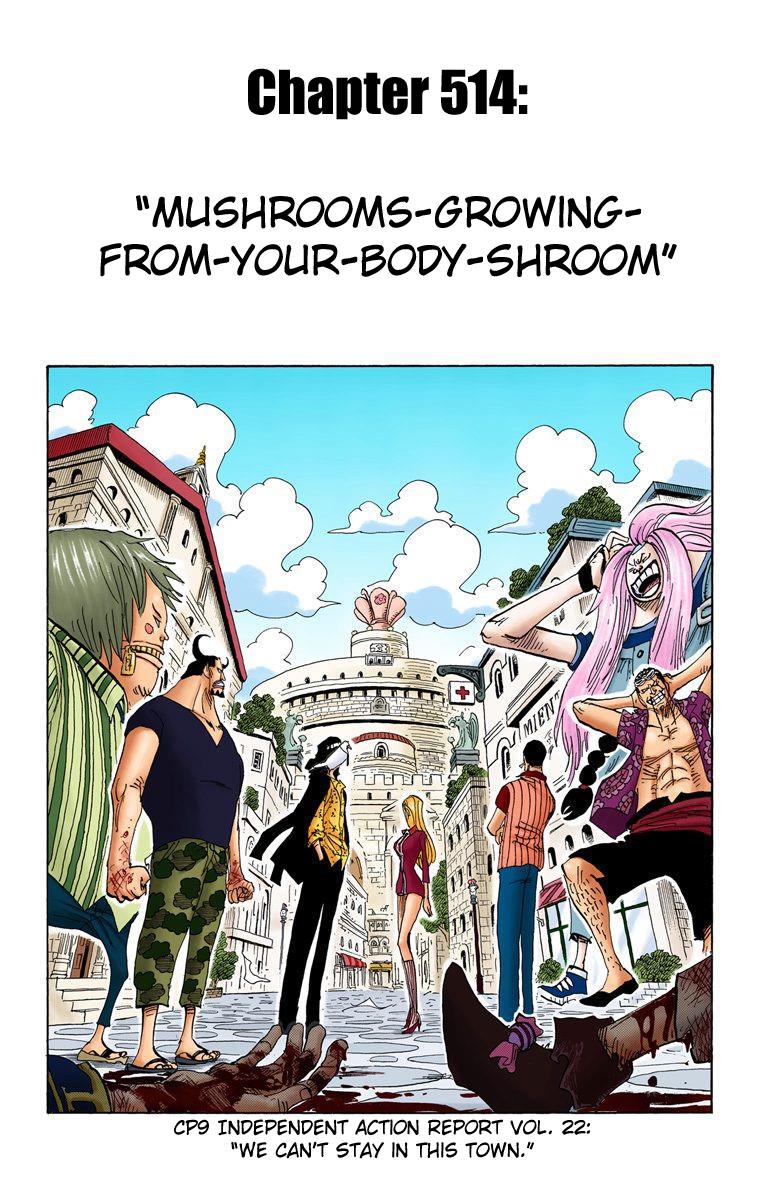 Chapter 514:
"MUSHROOMS-GROWING-
FROM-YOUR-BODY-SHROOM"
MIENT
CP9 INDEPENDENT ACTION REPORT VOL. 22:
"WE CAN'T STAY IN THIS TOWN."